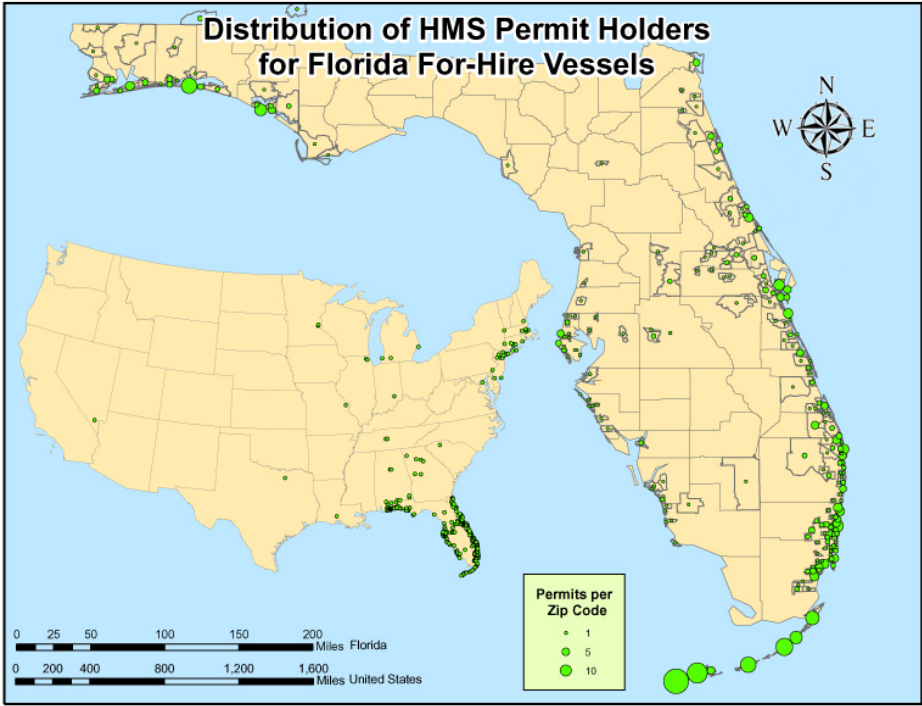 Distribution of HMS Permit Holders
for Florida For-Hire Vessels
N
W E
S
Permits per
Zip Code
1
5
10
0 25 50 100 150 200
Miles Florida
0 200 400 800 1,200 1,600
Miles United States